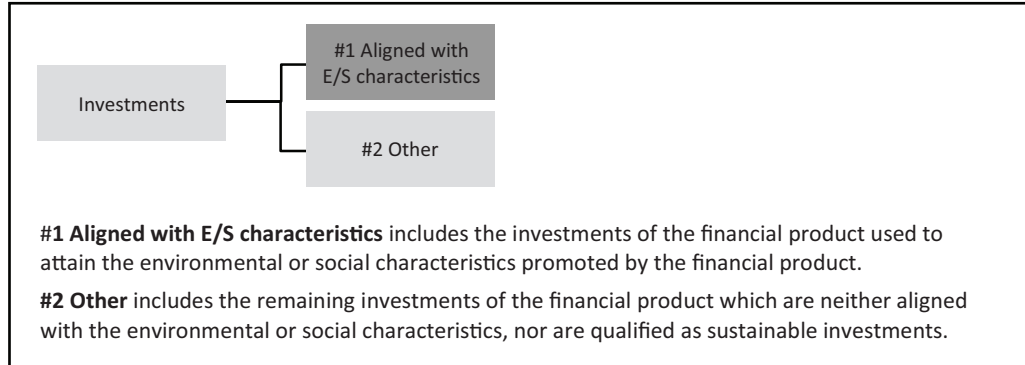 #1 Aligned with
E/S characteristics
Investments
#2 Other
#1 Aligned with E/S characteristics includes the investments of the financial product used to
attain the environmental or social characteristics promoted by the financial product.
#2 Other includes the remaining investments of the financial product which are neither aligned
with the environmental or social characteristics, nor are qualified as sustainable investments.